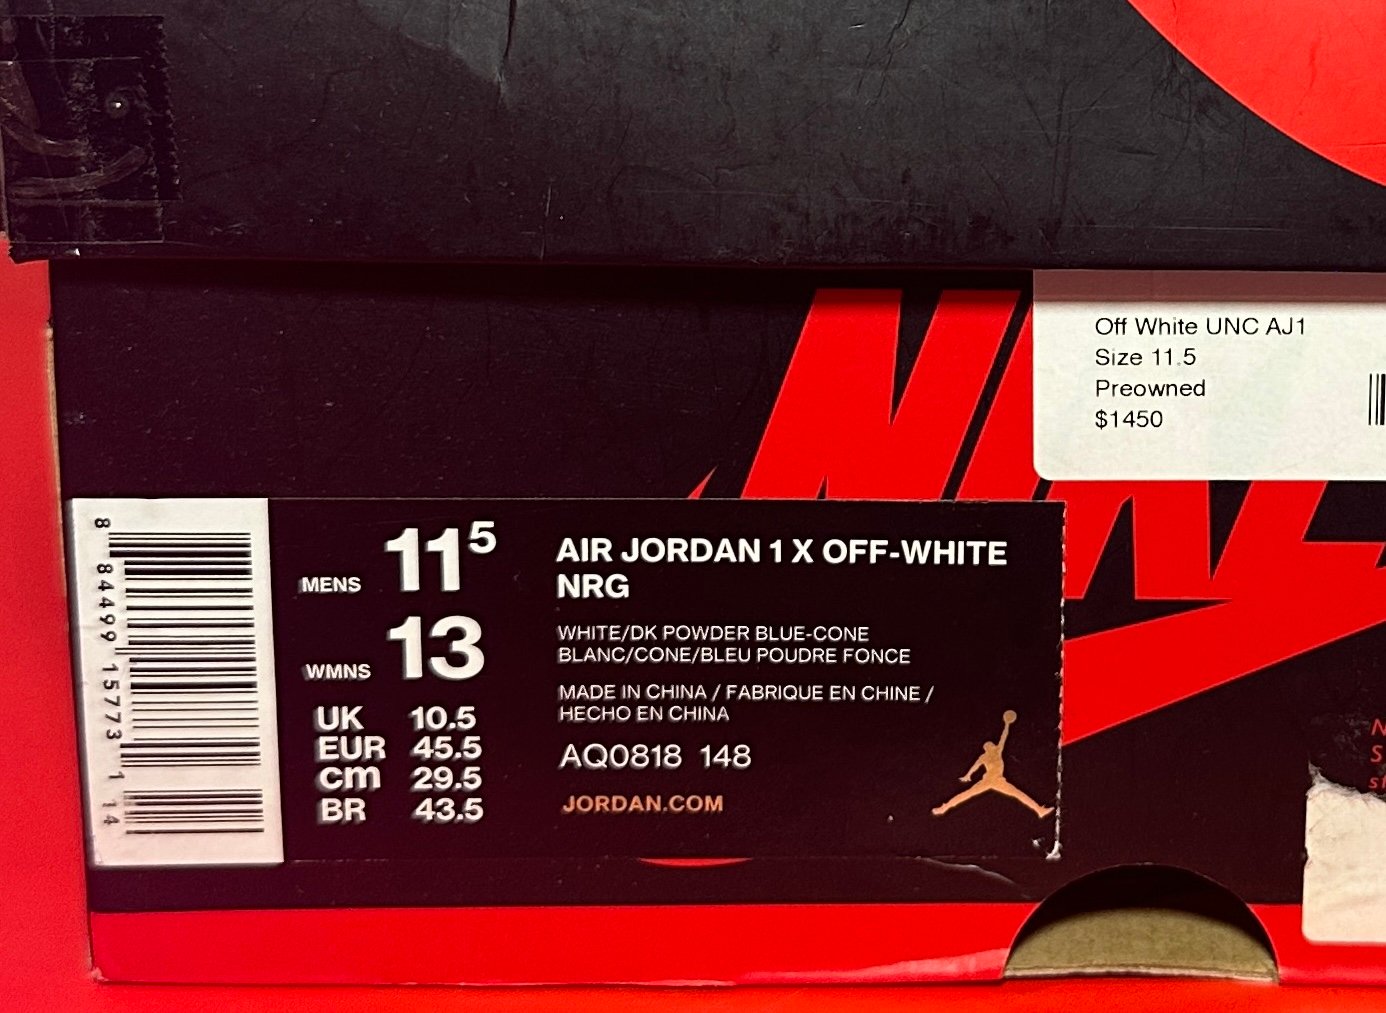 Off White UNC AJ1
Size 11.5
Preowned
$1450
NIKE
8 84499 15773 1 14
MENS 11⁵
WMNS 13
UK 10.5
EUR 45.5
cm 29.5
BR 43.5
AIR JORDAN 1 X OFF-WHITE
NRG
WHITE/DK POWDER BLUE-CONE
BLANC/CONE/BLEU POUDRE FONCE
MADE IN CHINA / FABRIQUE EN CHINE /
HECHO EN CHINA
AQ0818 148
JORDAN.COM